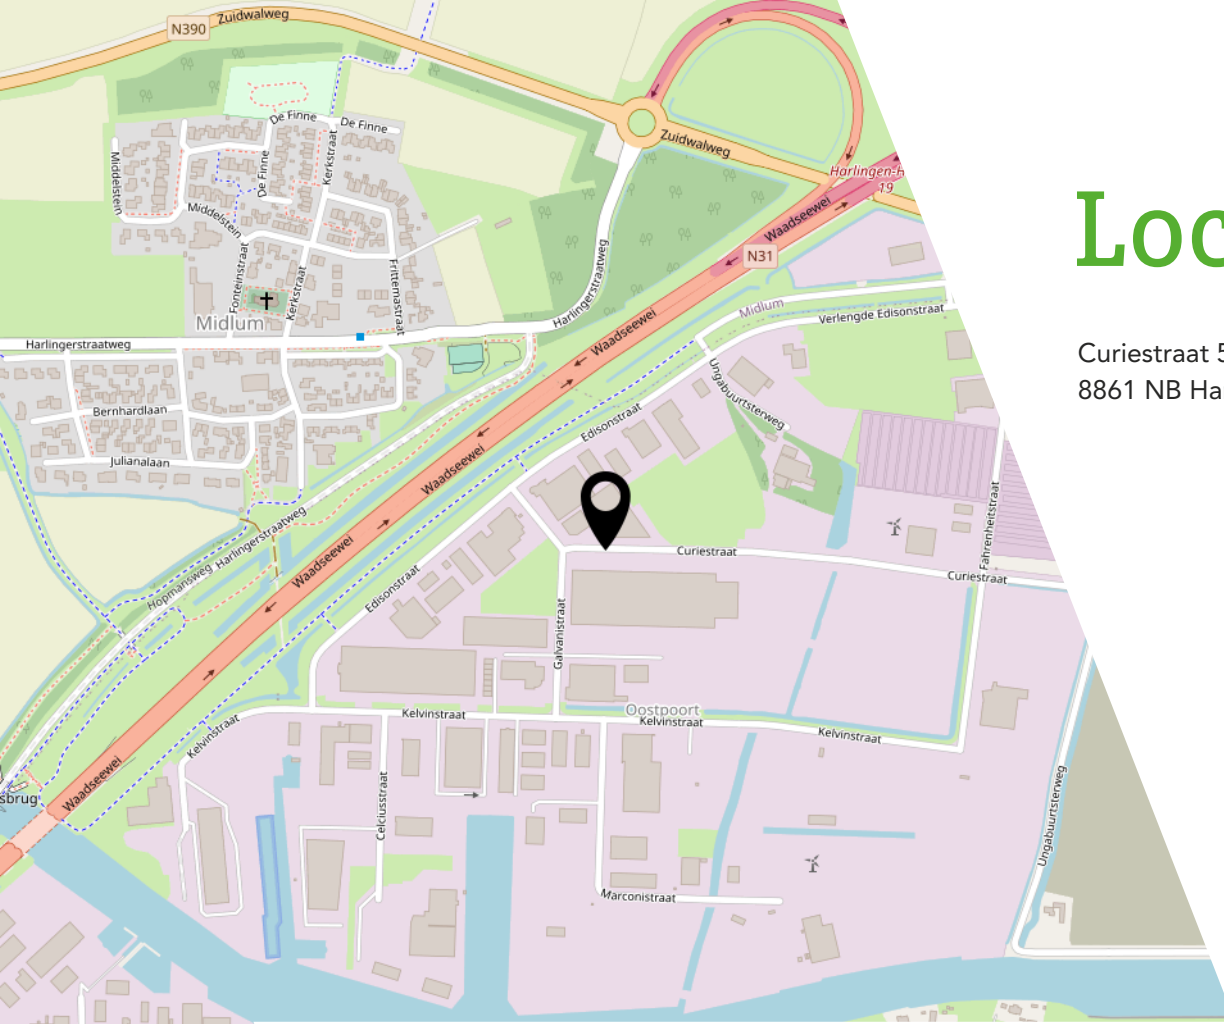 Zuidwalweg
N390
De Finne
De Finne
Zuidwalweg
Kerkstraat
Middelstein
De Finne
Harlingen-H
19
Middelstein
Waadseewei
N31
Fonteinstraat
Kerkstraat
Frittemastraat
Harlingerstraatweg
Midlum
Midlum
Verlengde Edisonstraat
Waadseewei
Harlingerstraatweg
Loc
Curiestraat 5
8861 NB Ha
Ungabuurtsterweg
Bernhardlaan
Edisonstraat
Julianalaan
Waadseewei
Harlingerstraatweg
Fahrenheitstraat
Curiestraat
Waadseewei
Hopmansweg
Edisonstraat
Curiestraat
Galvanistraat
Oostpoort
Kelvinstraat
Kelvinstraat
Kelvinstraat
Kelvinstraat
Waadseewei
sbrug
Celciusstraat
Ungabuurtsterweg
Marconistraat